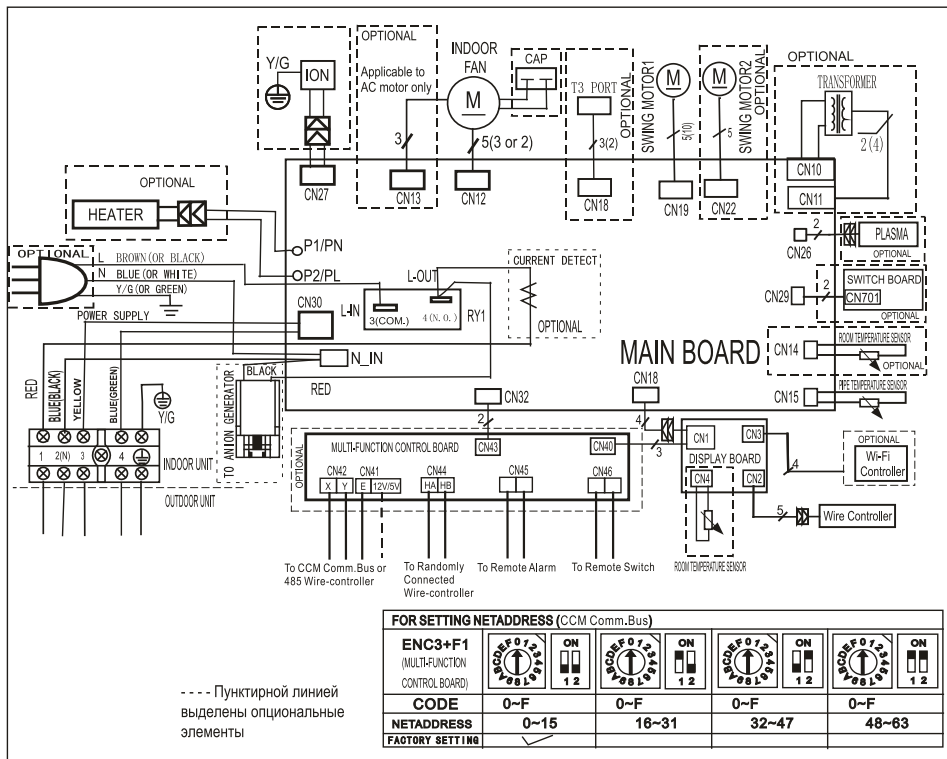 OPTIONAL
Applicable to
AC motor only
INDOOR
FAN
CAP
M
Y/G
ION
T3 PORT
OPTIONAL
SWING MOTOR1
M
SWING MOTOR2
OPTIONAL
M
OPTIONAL
TRANSFORMER
3
5(3 or 2)
3(2)
5(10)
5
2(4)
CN27
CN13
CN12
CN18
CN19
CN22
CN10
CN11
OPTIONAL
HEATER
P1/PN
P2/PL
OPTIONAL
L
BROWN(OR BLACK)
N
BLUE(OR WHITE)
Y/G(OR GREEN)
POWER SUPPLY
CN30
L-IN
L-OUT
3(COM.)
4(N.O.)
RY1
CURRENT DETECT
OPTIONAL
N_IN
BLACK
RED
MAIN BOARD
CN26
2
PLASMA
OPTIONAL
CN29
2
SWITCH BOARD
CN701
OPTIONAL
CN14
ROOM TEMPERATURE SENSOR
OPTIONAL
CN15
PIPE TEMPERATURE SENSOR
RED
BLUE(BLACK)
YELLOW
BLUE(GREEN)
Y/G
1
2(N)
3
4
INDOOR UNIT
OUTDOOR UNIT
TO ANION GENERATOR
CN32
2
CN18
4
OPTIONAL
MULTI-FUNCTION CONTROL BOARD
CN43
CN40
3
CN42
CN41
CN44
CN45
CN46
X
Y
E
12V/5V
HA
HB
CN1
CN3
DISPLAY BOARD
CN4
CN2
4
5
OPTIONAL
Wi-Fi
Controller
Wire Controller
ROOM TEMPERATURE SENSOR
To CCM Comm.Bus or
485 Wire-controller
To Randomly
Connected
Wire-controller
To Remote Alarm
To Remote Switch
FOR SETTING NETADDRESS (CCM Comm.Bus)
ENC3+F1
(MULTI-FUNCTION
CONTROL BOARD)
0123456789ABCDEF
ON
1 2
0123456789ABCDEF
ON
1 2
0123456789ABCDEF
ON
1 2
0123456789ABCDEF
ON
1 2
CODE
0~F
0~F
0~F
0~F
NETADDRESS
0~15
16~31
32~47
48~63
FACTORY SETTING
---- Пунктирной линией
выделены опциональные
элементы